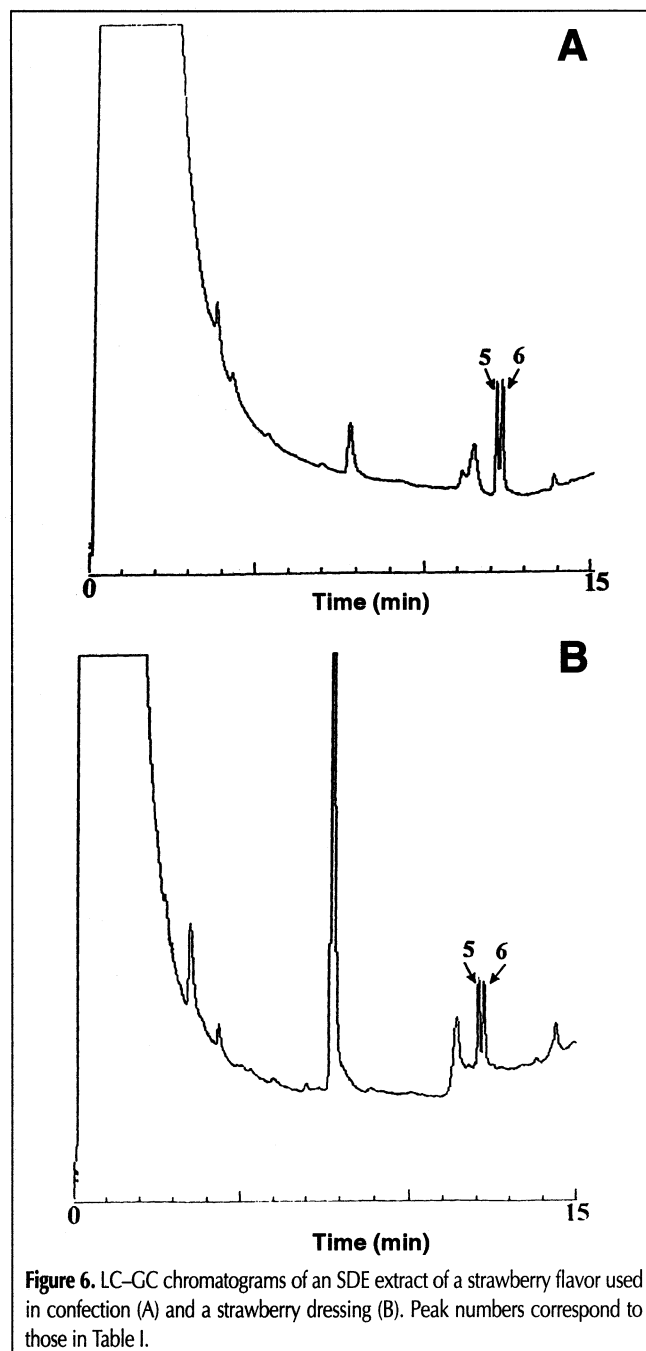 A
5 6
0 15
Time (min)
B
5 6
0 15
Time (min)
Figure 6. LC–GC chromatograms of an SDE extract of a strawberry flavor used
in confection (A) and a strawberry dressing (B). Peak numbers correspond to
those in Table I.